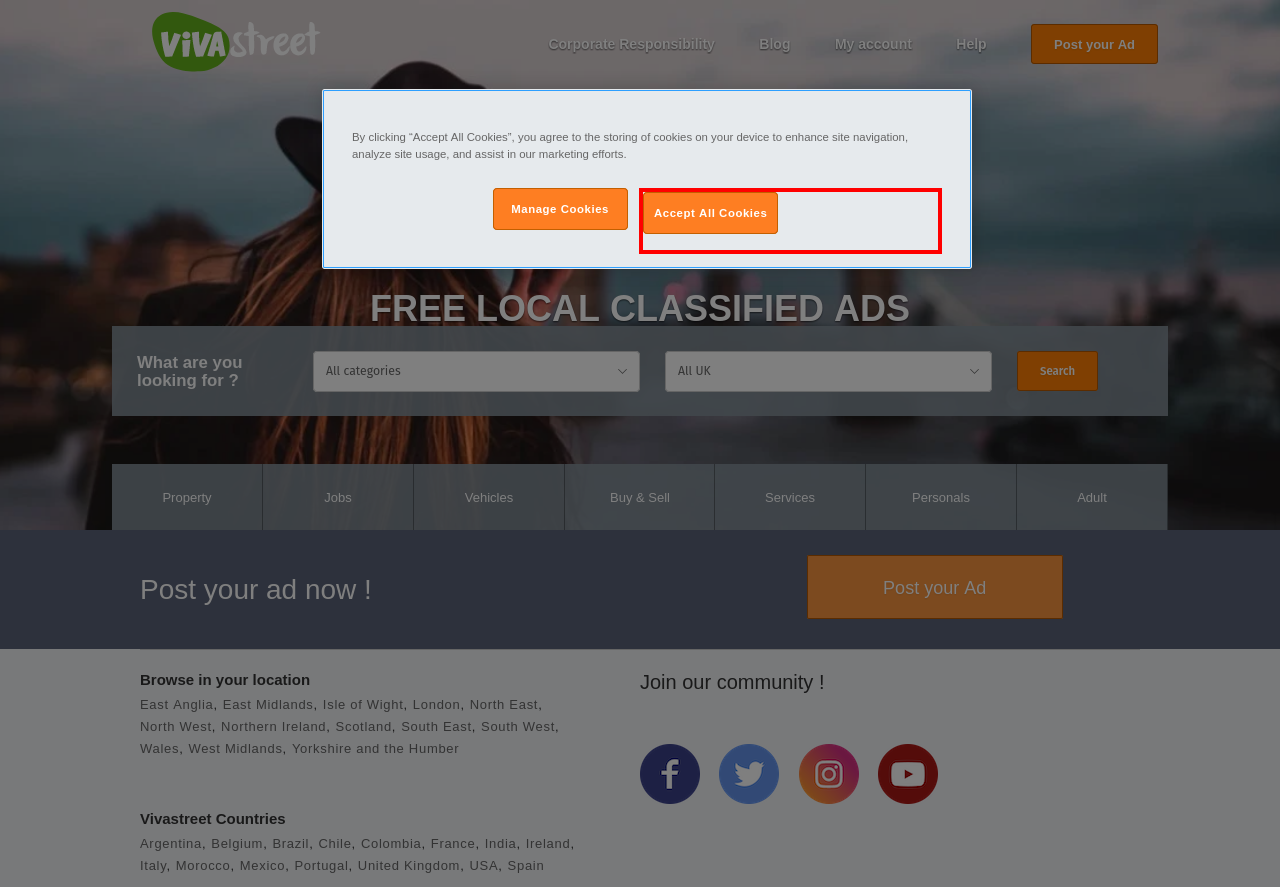 ViVAstreet
Corporate Responsibility Blog My account Help Post your Ad
By clicking “Accept All Cookies”, you agree to the storing of cookies on your device to enhance site navigation,
analyze site usage, and assist in our marketing efforts.
Manage Cookies Accept All Cookies
FREE LOCAL CLASSIFIED ADS
What are you
looking for ?
All categories All UK Search
Property Jobs Vehicles Buy & Sell Services Personals Adult
Post your ad now ! Post your Ad
Browse in your location
East Anglia, East Midlands, Isle of Wight, London, North East,
North West, Northern Ireland, Scotland, South East, South West,
Wales, West Midlands, Yorkshire and the Humber
Join our community !
Vivastreet Countries
Argentina, Belgium, Brazil, Chile, Colombia, France, India, Ireland,
Italy, Morocco, Mexico, Portugal, United Kingdom, USA, Spain